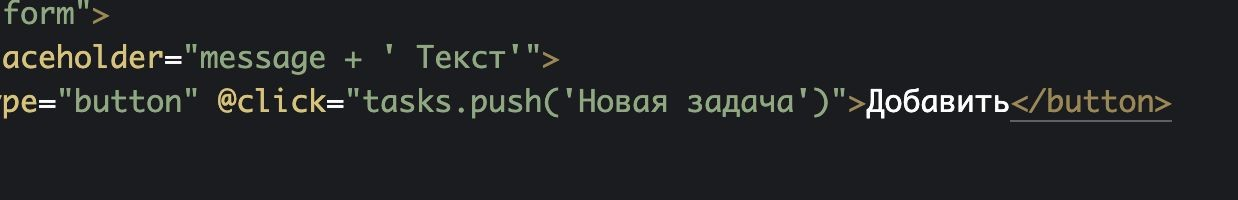 form">
aceholder="message + ' Текст'">
ype="button" @click="tasks.push('Новая задача')">Добавить</button>